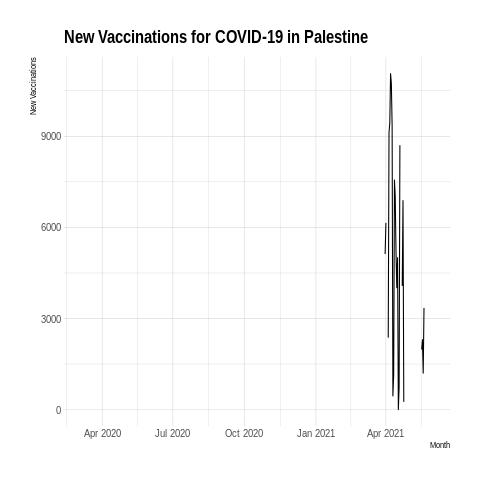 New Vaccinations for COVID-19 in Palestine
New Vaccinations
9000
6000
3000
0
Apr 2020 Jul 2020 Oct 2020 Jan 2021 Apr 2021
Month